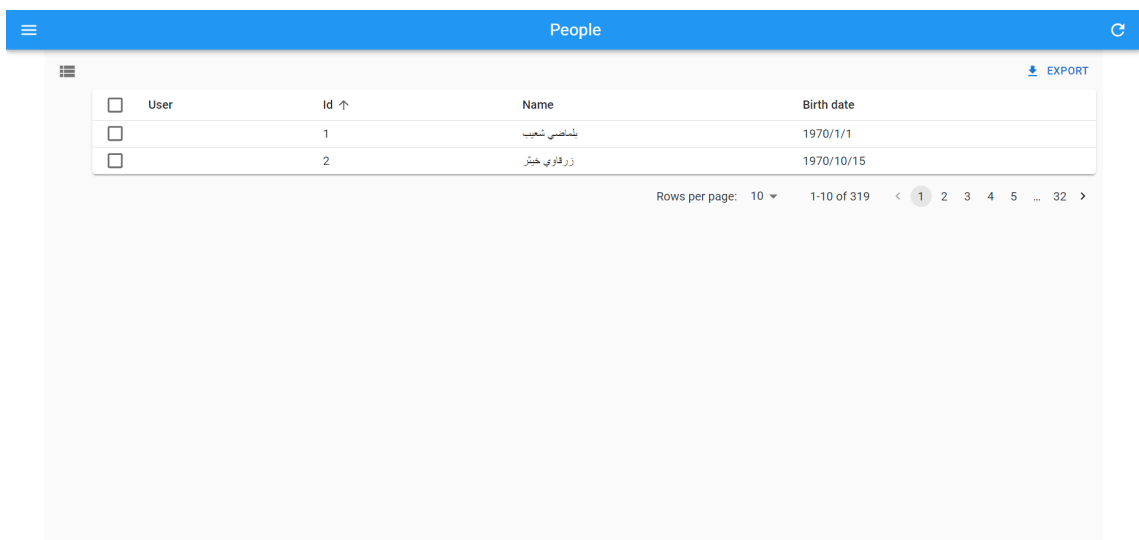 People
EXPORT
User Id Name Birth date
1 بلماضي شعيب 1970/1/1
2 زرقاوي خيثر 1970/10/15
Rows per page: 10 1-10 of 319 1 2 3 4 5 ... 32